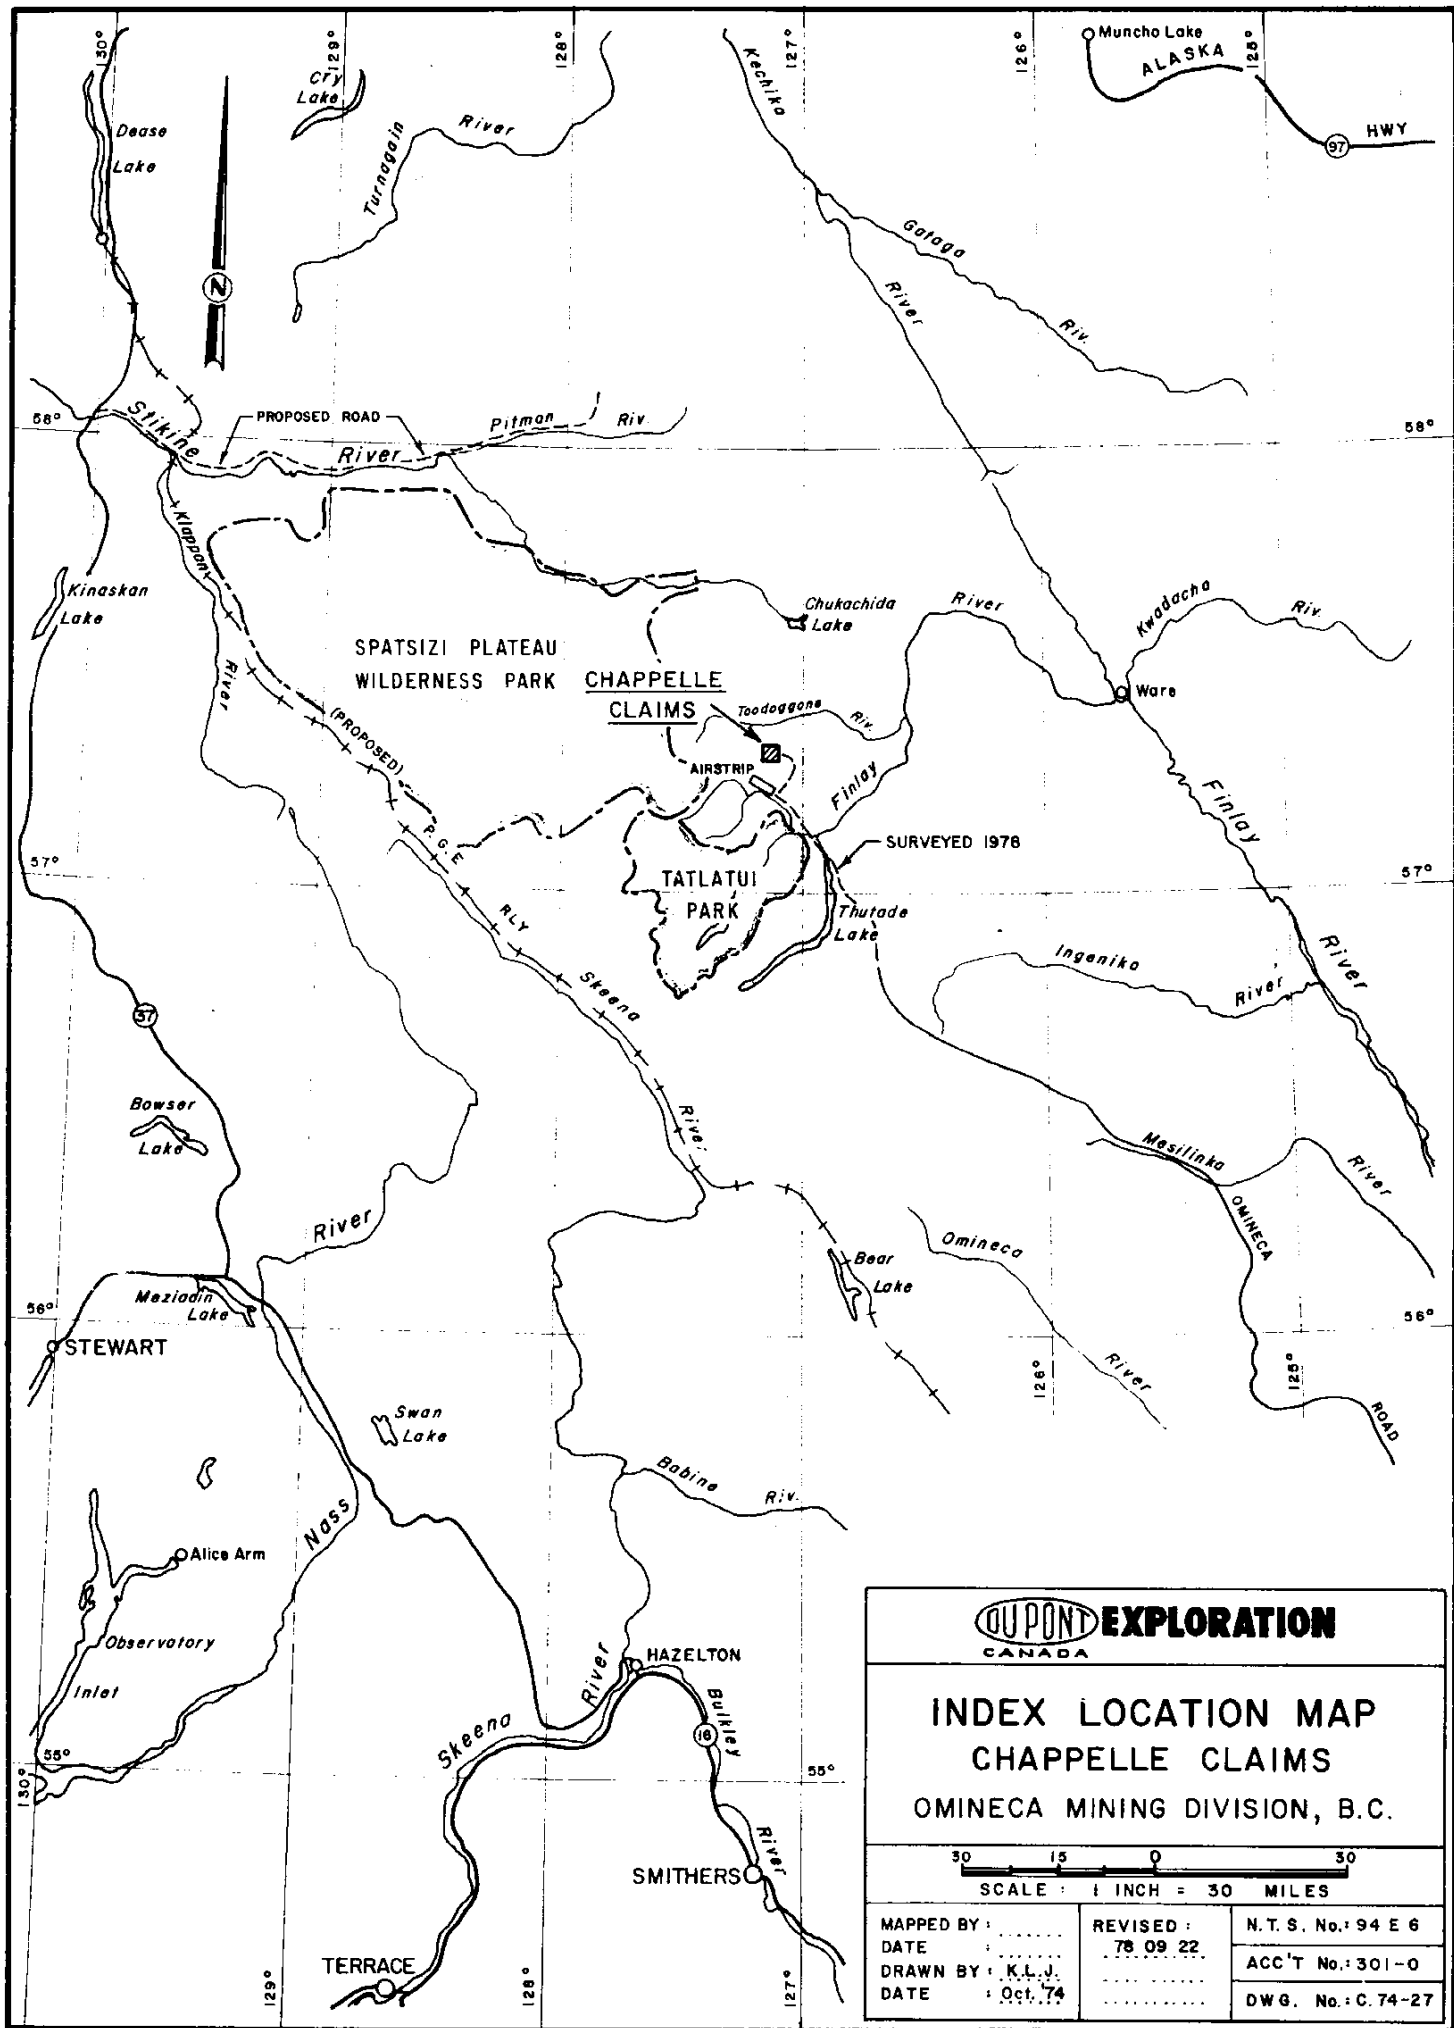 130°
129°
128°
127°
126°
125°
Muncho Lake
ALASKA
HWY
97
Cry
Lake
Dease
Lake
Turnagain
River
Kechika
River
Gataga
Riv.
N
58°
Stikine
PROPOSED ROAD
River
Pitman
Riv.
58°
Klappan
River
Kinaskan
Lake
SPATSIZI PLATEAU
WILDERNESS PARK
CHAPPELLE
CLAIMS
Chukachida
Lake
River
Kwadacha
Riv.
Ware
Toodoggone
Riv.
(PROPOSED)
AIRSTRIP
Finlay
Finlay
River
SURVEYED 1978
P.G.E
RLY
57°
57°
TATLATUI
PARK
Thutade
Lake
Skeena
River
Ingenika
River
37
Bowser
Lake
Mesilinka
River
OMINECA
ROAD
River
Omineca
River
Bear
Lake
Meziadin
Lake
56°
56°
STEWART
126°
125°
Swan
Lake
Babine
Riv.
Nass
Alice Arm
Observatory
Inlet
HAZELTON
River
Skeena
Bulkley
River
16
55°
55°
130°
SMITHERS
TERRACE
129°
128°
127°
DU PONT EXPLORATION
CANADA
INDEX LOCATION MAP
CHAPPELLE CLAIMS
OMINECA MINING DIVISION, B.C.
30 15 0 30
SCALE : 1 INCH = 30 MILES
MAPPED BY : .......
DATE : .......
DRAWN BY : K.L.J.
DATE : Oct. '74
REVISED :
78 09 22
N.T.S. No.: 94 E 6
ACC'T No.: 301-0
DWG. No.: C.74-27